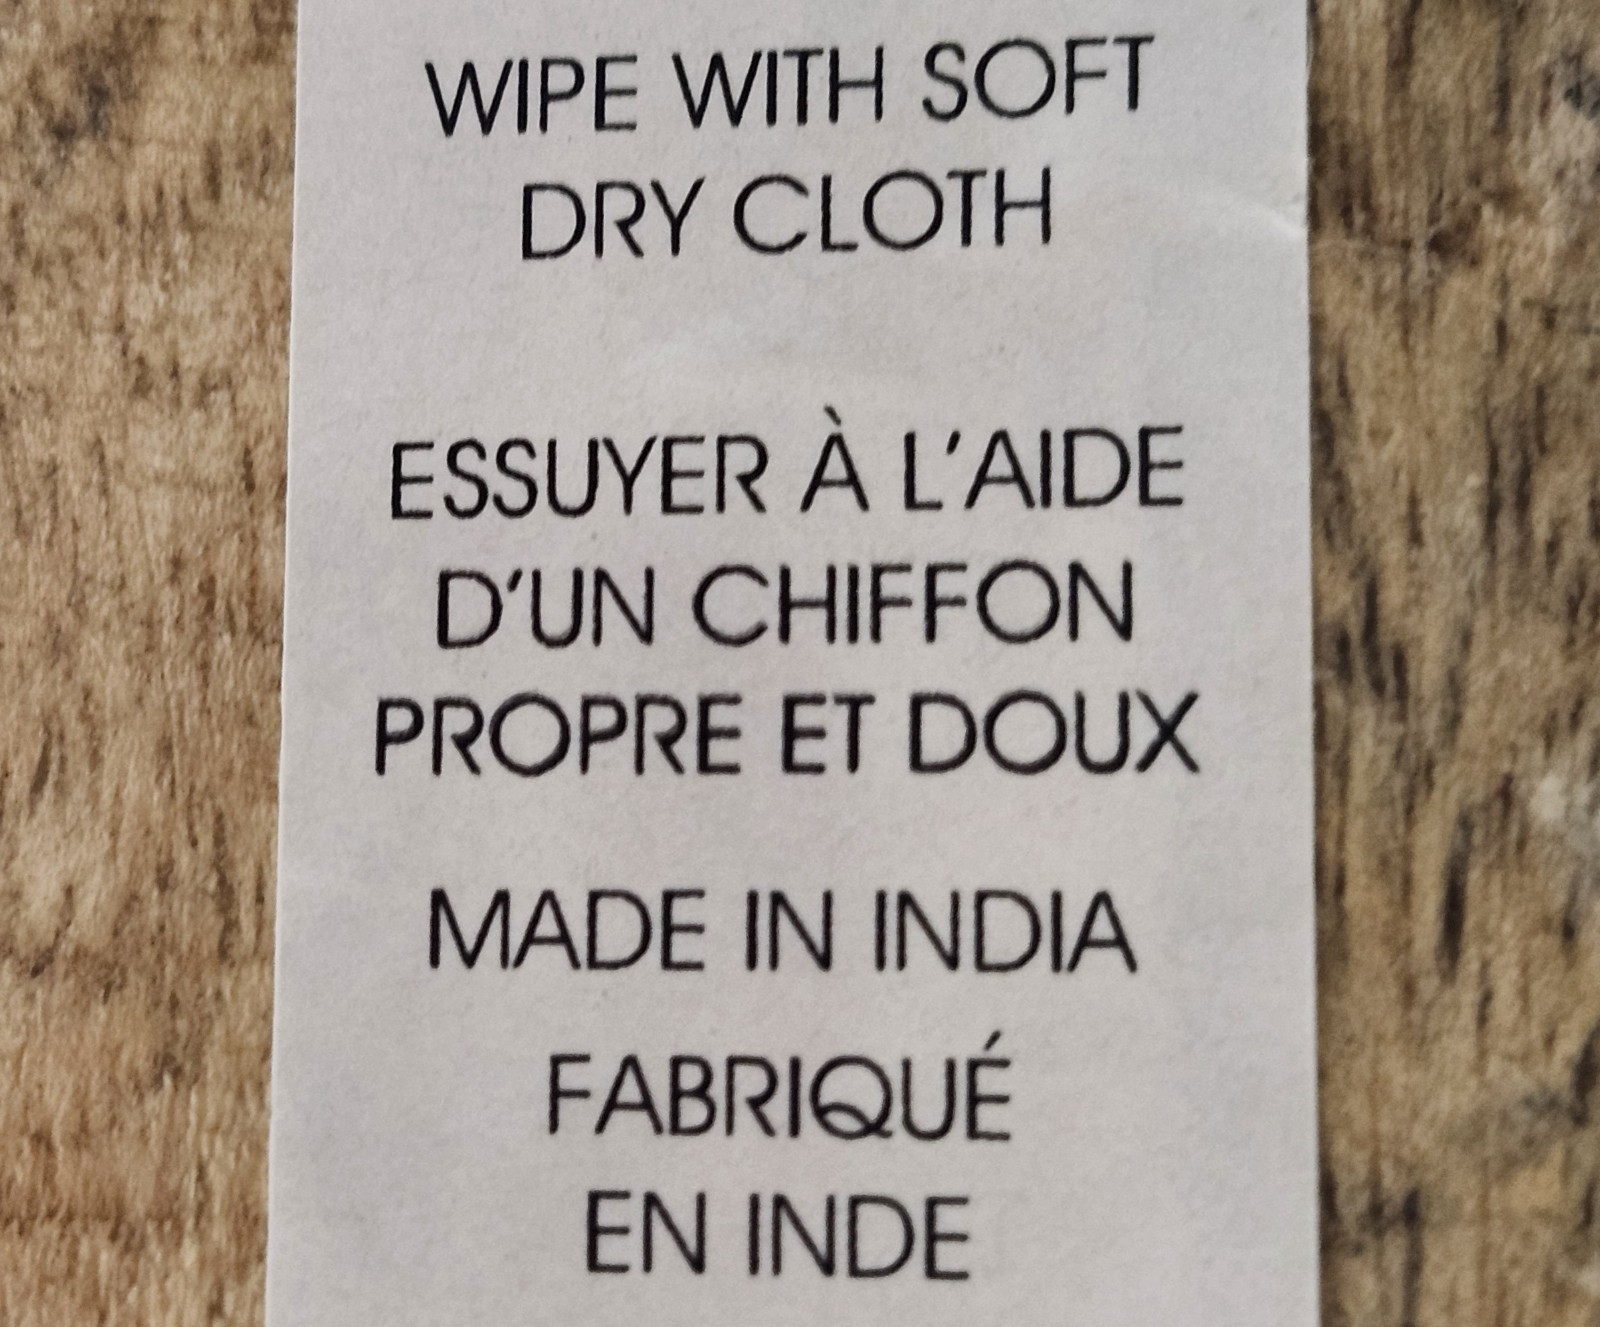 WIPE WITH SOFT
DRY CLOTH
ESSUYER À L'AIDE
D'UN CHIFFON
PROPRE ET DOUX
MADE IN INDIA
FABRIQUÉ
EN INDE